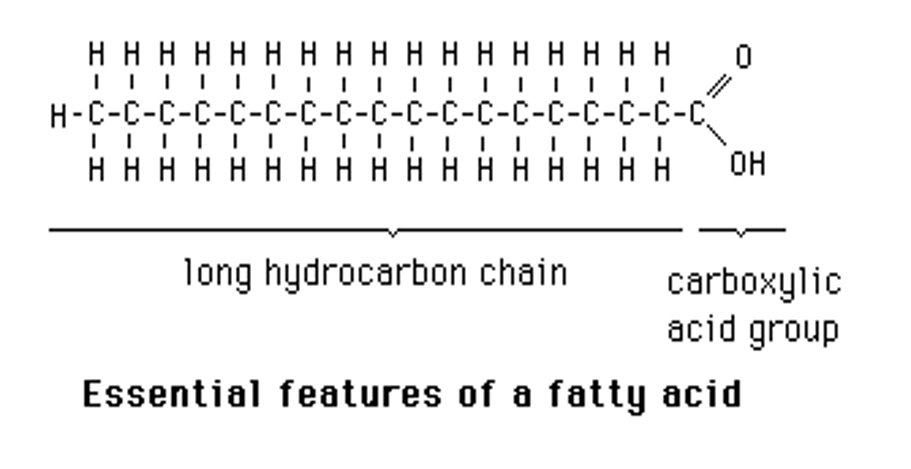 H H H H H H H H H H H H H H H H H O
H-C-C-C-C-C-C-C-C-C-C-C-C-C-C-C-C-C-C
H H H H H H H H H H H H H H H H H OH
long hydrocarbon chain
carboxylic
acid group
Essential features of a fatty acid